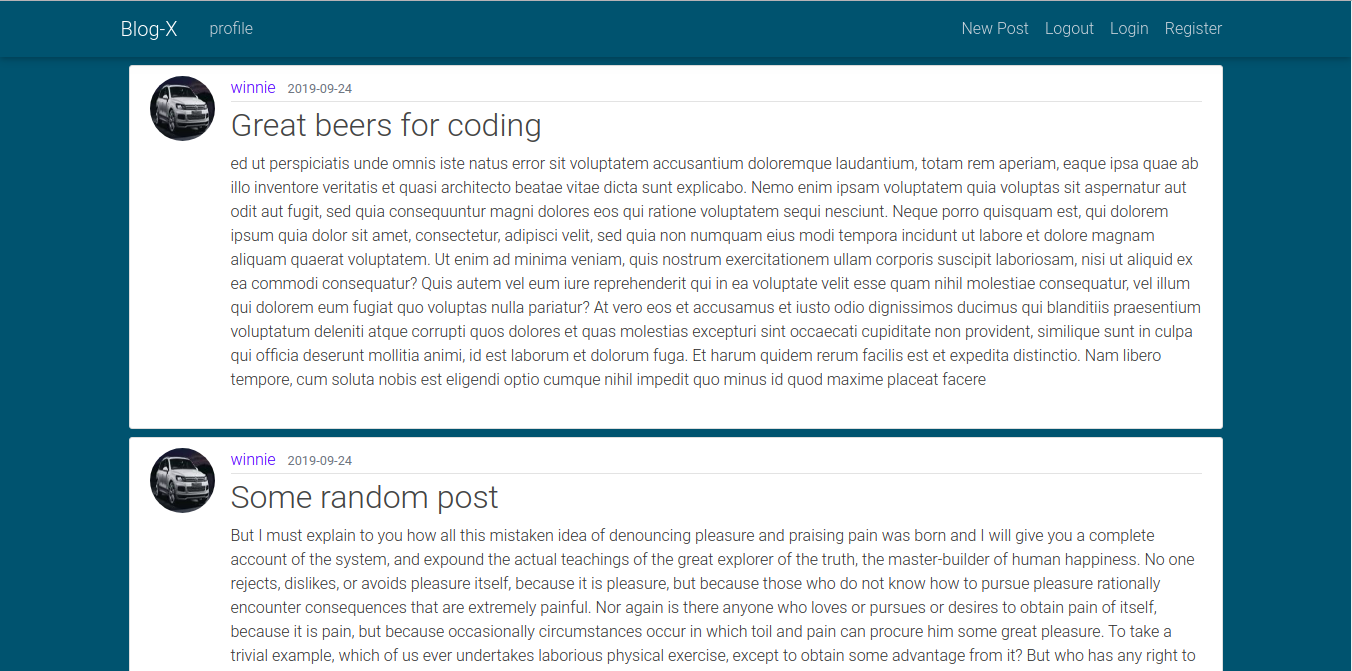 Blog-X profile New Post Logout Login Register
winnie 2019-09-24
Great beers for coding
ed ut perspiciatis unde omnis iste natus error sit voluptatem accusantium doloremque laudantium, totam rem aperiam, eaque ipsa quae ab
illo inventore veritatis et quasi architecto beatae vitae dicta sunt explicabo. Nemo enim ipsam voluptatem quia voluptas sit aspernatur aut
odit aut fugit, sed quia consequuntur magni dolores eos qui ratione voluptatem sequi nesciunt. Neque porro quisquam est, qui dolorem
ipsum quia dolor sit amet, consectetur, adipisci velit, sed quia non numquam eius modi tempora incidunt ut labore et dolore magnam
aliquam quaerat voluptatem. Ut enim ad minima veniam, quis nostrum exercitationem ullam corporis suscipit laboriosam, nisi ut aliquid ex
ea commodi consequatur? Quis autem vel eum iure reprehenderit qui in ea voluptate velit esse quam nihil molestiae consequatur, vel illum
qui dolorem eum fugiat quo voluptas nulla pariatur? At vero eos et accusamus et iusto odio dignissimos ducimus qui blanditiis praesentium
voluptatum deleniti atque corrupti quos dolores et quas molestias excepturi sint occaecati cupiditate non provident, similique sunt in culpa
qui officia deserunt mollitia animi, id est laborum et dolorum fuga. Et harum quidem rerum facilis est et expedita distinctio. Nam libero
tempore, cum soluta nobis est eligendi optio cumque nihil impedit quo minus id quod maxime placeat facere
winnie 2019-09-24
Some random post
But I must explain to you how all this mistaken idea of denouncing pleasure and praising pain was born and I will give you a complete
account of the system, and expound the actual teachings of the great explorer of the truth, the master-builder of human happiness. No one
rejects, dislikes, or avoids pleasure itself, because it is pleasure, but because those who do not know how to pursue pleasure rationally
encounter consequences that are extremely painful. Nor again is there anyone who loves or pursues or desires to obtain pain of itself,
because it is pain, but because occasionally circumstances occur in which toil and pain can procure him some great pleasure. To take a
trivial example, which of us ever undertakes laborious physical exercise, except to obtain some advantage from it? But who has any right to